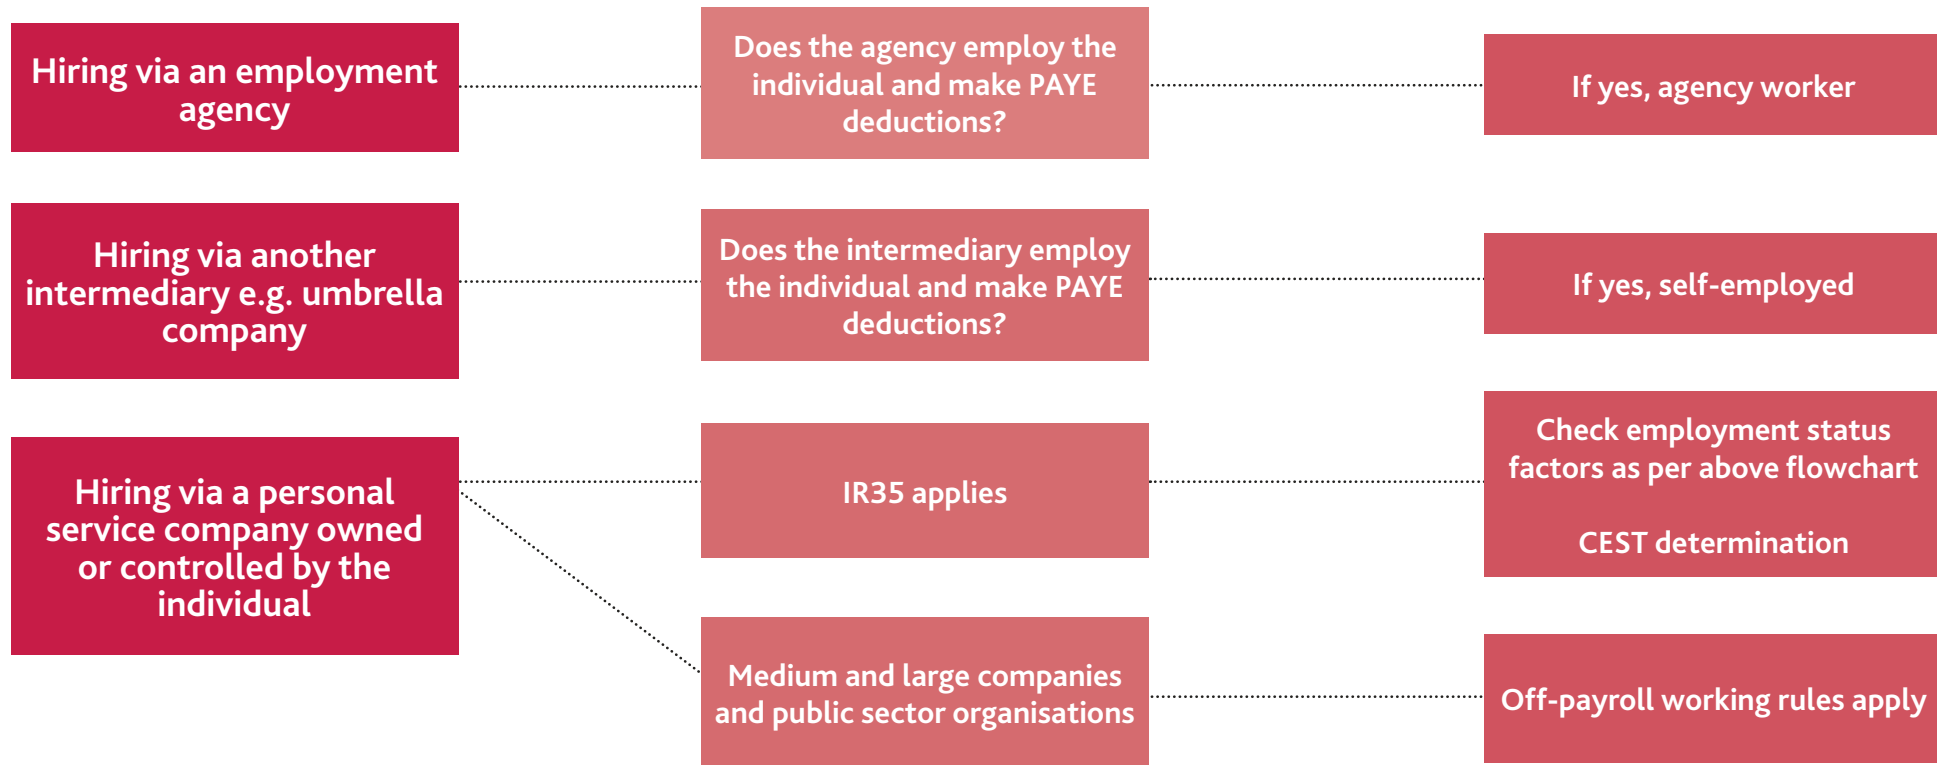 Hiring via an employment
agency
Does the agency employ the
individual and make PAYE
deductions?
If yes, agency worker
Hiring via another
intermediary e.g. umbrella
company
Does the intermediary employ
the individual and make PAYE
deductions?
If yes, self-employed
Hiring via a personal
service company owned
or controlled by the
individual
IR35 applies
Check employment status
factors as per above flowchart
CEST determination
Medium and large companies
and public sector organisations
Off-payroll working rules apply